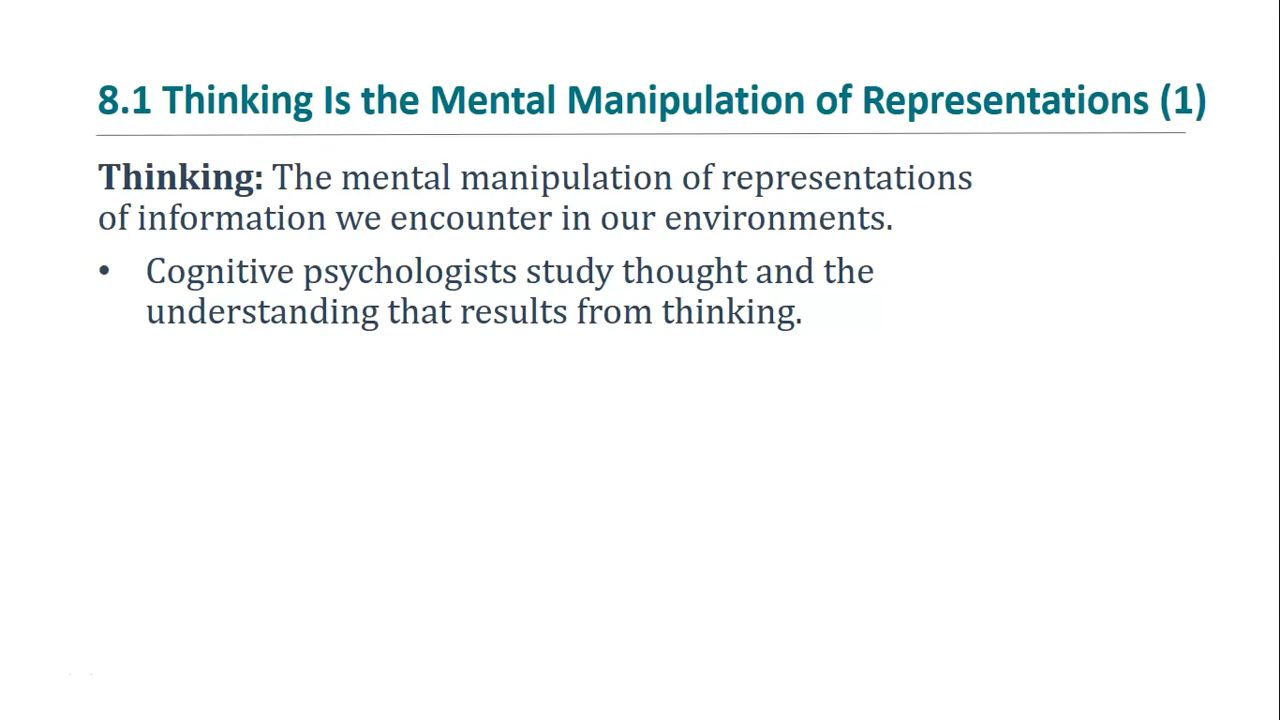 8.1 Thinking Is the Mental Manipulation of Representations (1)
Thinking: The mental manipulation of representations
of information we encounter in our environments.
• Cognitive psychologists study thought and the
understanding that results from thinking.